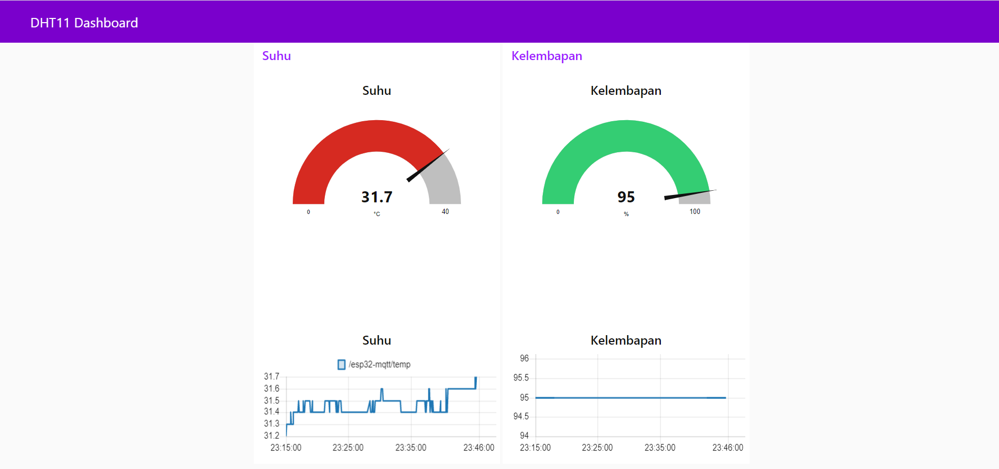 DHT11 Dashboard
Suhu
Suhu
31.7
0
°C
40
Suhu
/esp32-mqtt/temp
31.7
31.6
31.5
31.4
31.3
31.2
23:15:00 23:25:00 23:35:00 23:46:00
Kelembapan
Kelembapan
95
0
%
100
Kelembapan
96
95.5
95
94.5
94
23:15:00 23:25:00 23:35:00 23:46:00